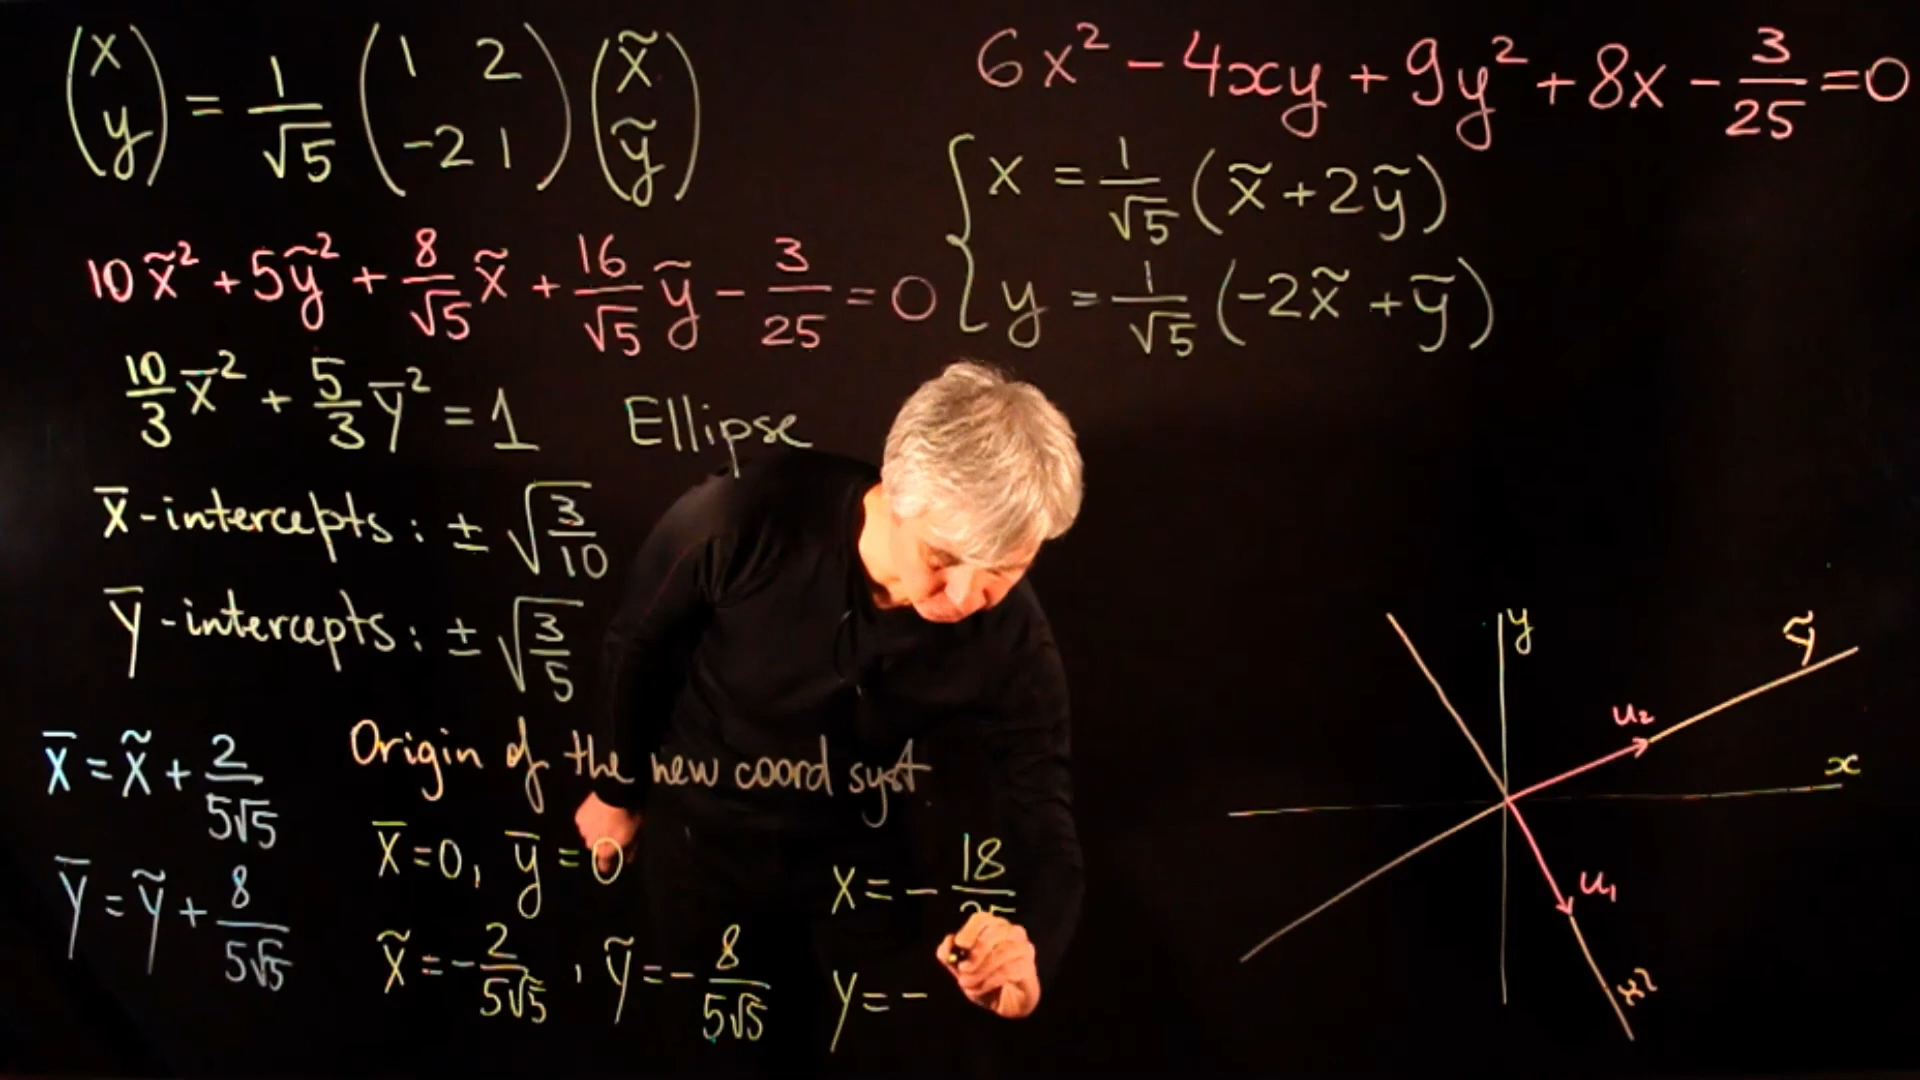 (x y) = 1/√5 (1 2 -2 1) (x̃ ỹ)
6x² - 4xy + 9y² + 8x - 3/25 = 0
{ x = 1/√5 (x̃ + 2ỹ)
y = 1/√5 (-2x̃ + ỹ)
10x̃² + 5ỹ² + 8/√5 x̃ + 16/√5 ỹ - 3/25 = 0
10/3 x̄² + 5/3 ȳ² = 1 Ellipse
x̄-intercepts: ± √3/10
ȳ-intercepts: ± √3/5
x̄ = x̃ + 2/5√5
ȳ = ỹ + 8/5√5
Origin of the new coord syst.
x̄ = 0, ȳ = 0
x̃ = - 2/5√5, ỹ = - 8/5√5
x = - 18/
y = -
y
ỹ
u₂
x
u₁
x̃